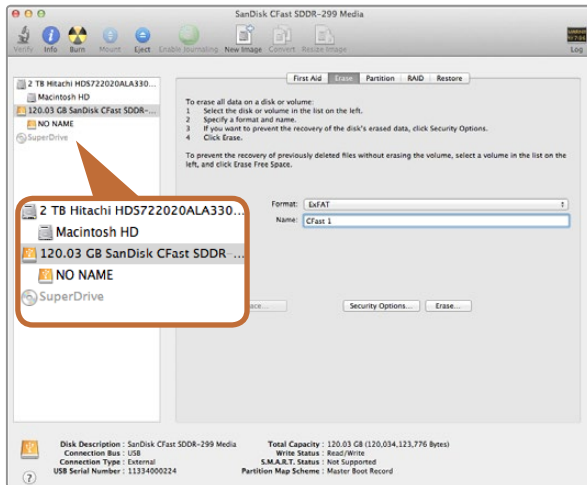 SanDisk CFast SDDR-299 Media
Verify Info Burn Mount Eject Enable Journaling New Image Convert Resize Image Log
2 TB Hitachi HDS722020ALA330...
Macintosh HD
120.03 GB SanDisk CFast SDDR-...
NO NAME
SuperDrive
First Aid Erase Partition RAID Restore
To erase all data on a disk or volume:
1 Select the disk or volume in the list on the left.
2 Specify a format and name.
3 If you want to prevent the recovery of the disk's erased data, click Security Options.
4 Click Erase.
To prevent the recovery of previously deleted files without erasing the volume, select a volume in the list on the
left, and click Erase Free Space.
Format: ExFAT
Name: CFast 1
2 TB Hitachi HDS722020ALA330...
Macintosh HD
120.03 GB SanDisk CFast SDDR-...
NO NAME
SuperDrive
Security Options... Erase...
Disk Description : SanDisk CFast SDDR-299 Media
Connection Bus : USB
Connection Type : External
USB Serial Number : 11334000224
Total Capacity : 120.03 GB (120,034,123,776 Bytes)
Write Status : Read/Write
S.M.A.R.T. Status : Not Supported
Partition Map Scheme : Master Boot Record
?